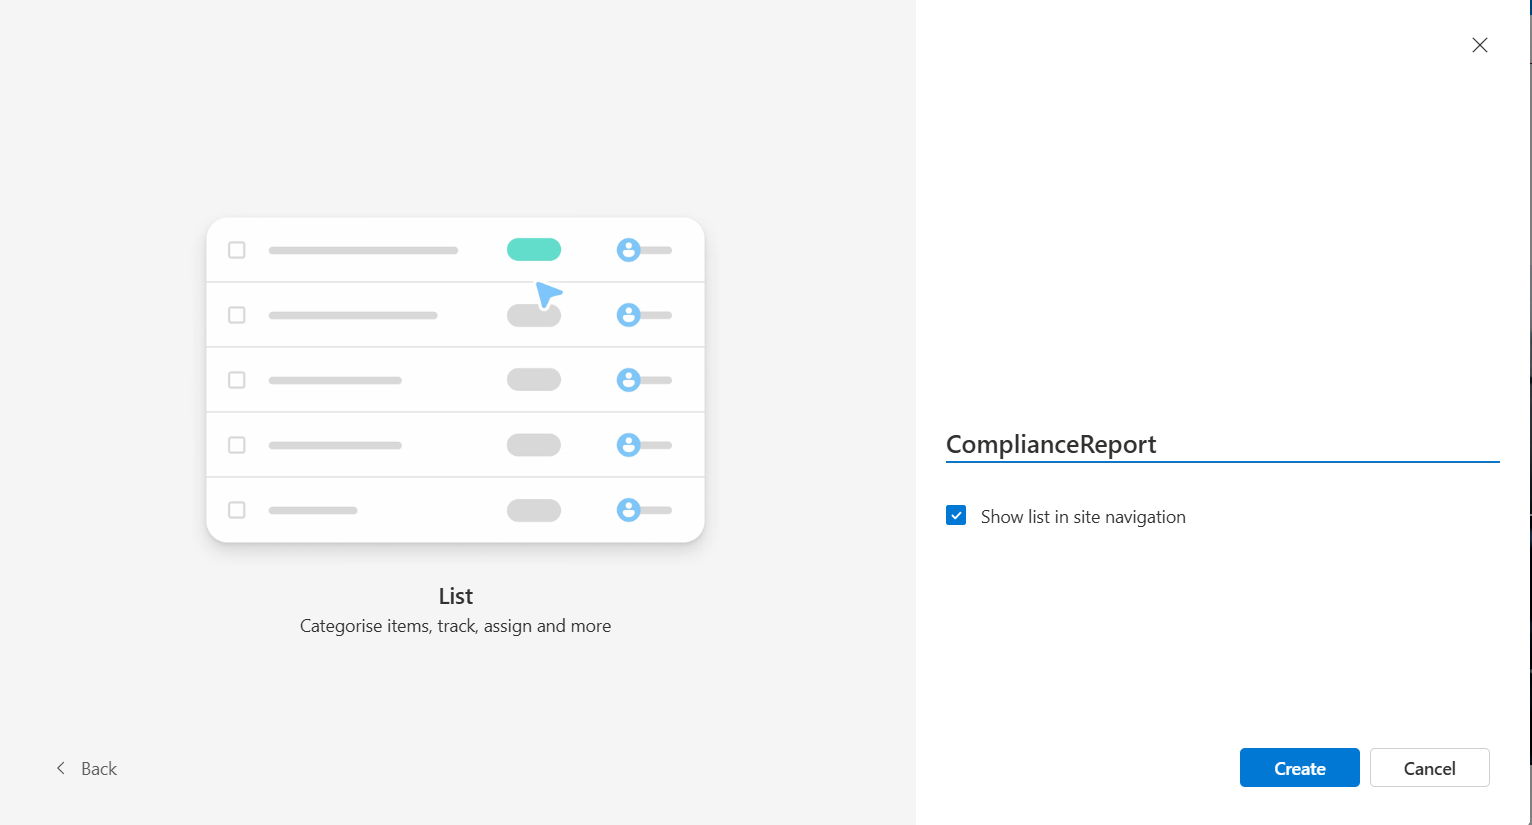 List
Categorise items, track, assign and more
Back
ComplianceReport
Show list in site navigation
Create
Cancel